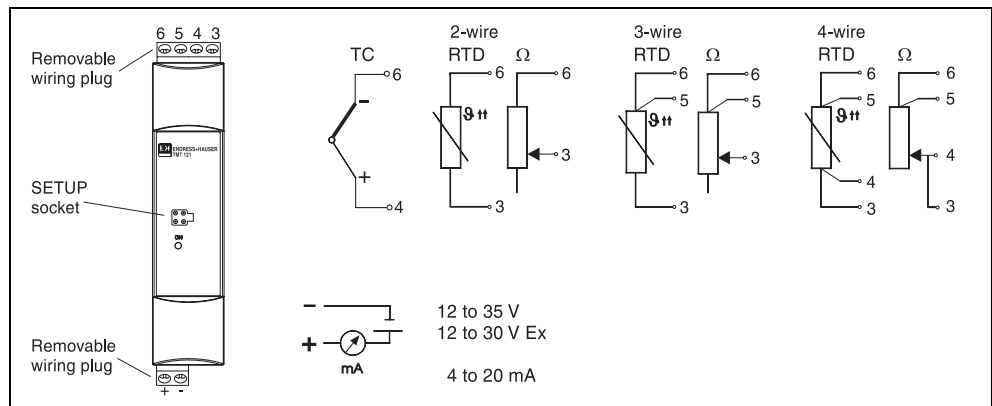 6 5 4 3
Removable
wiring plug
E+H ENDRESS+HAUSER
TMT 121
SETUP
socket
ON
Removable
wiring plug
+ -
TC
- 6
+ 4
2-wire
RTD Ω
6 6
ϑ
3
3
3-wire
RTD Ω
6 6
5 5
ϑ
3
3
4-wire
RTD Ω
6 6
5 5
ϑ
4
4
3 3
-
+
mA
12 to 35 V
12 to 30 V Ex
4 to 20 mA